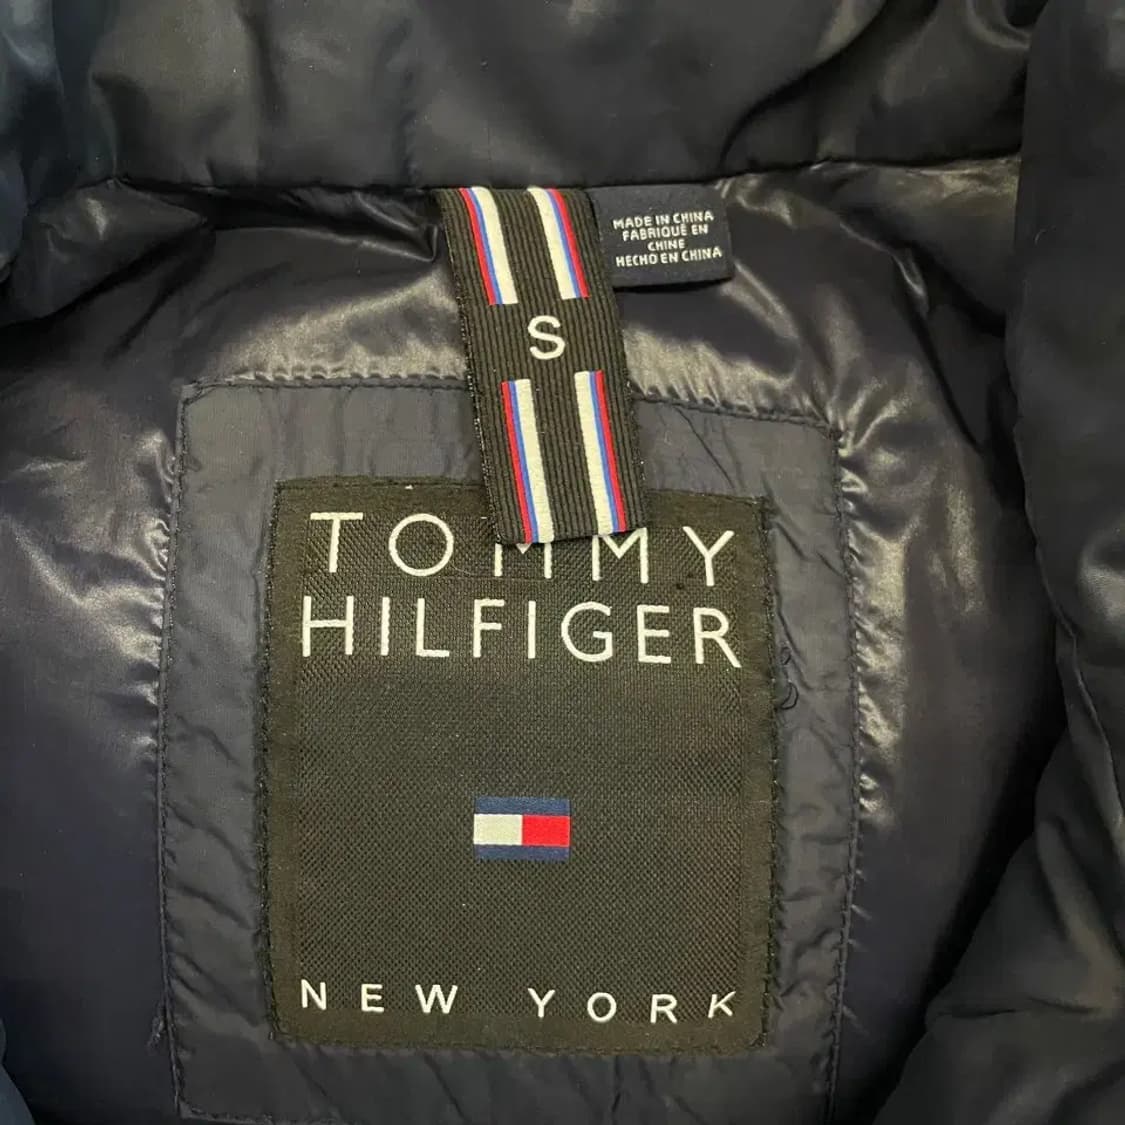 MADE IN CHINA
FABRIQUÉ EN
CHINE
HECHO EN CHINA
S
TOMMY
HILFIGER
NEW YORK